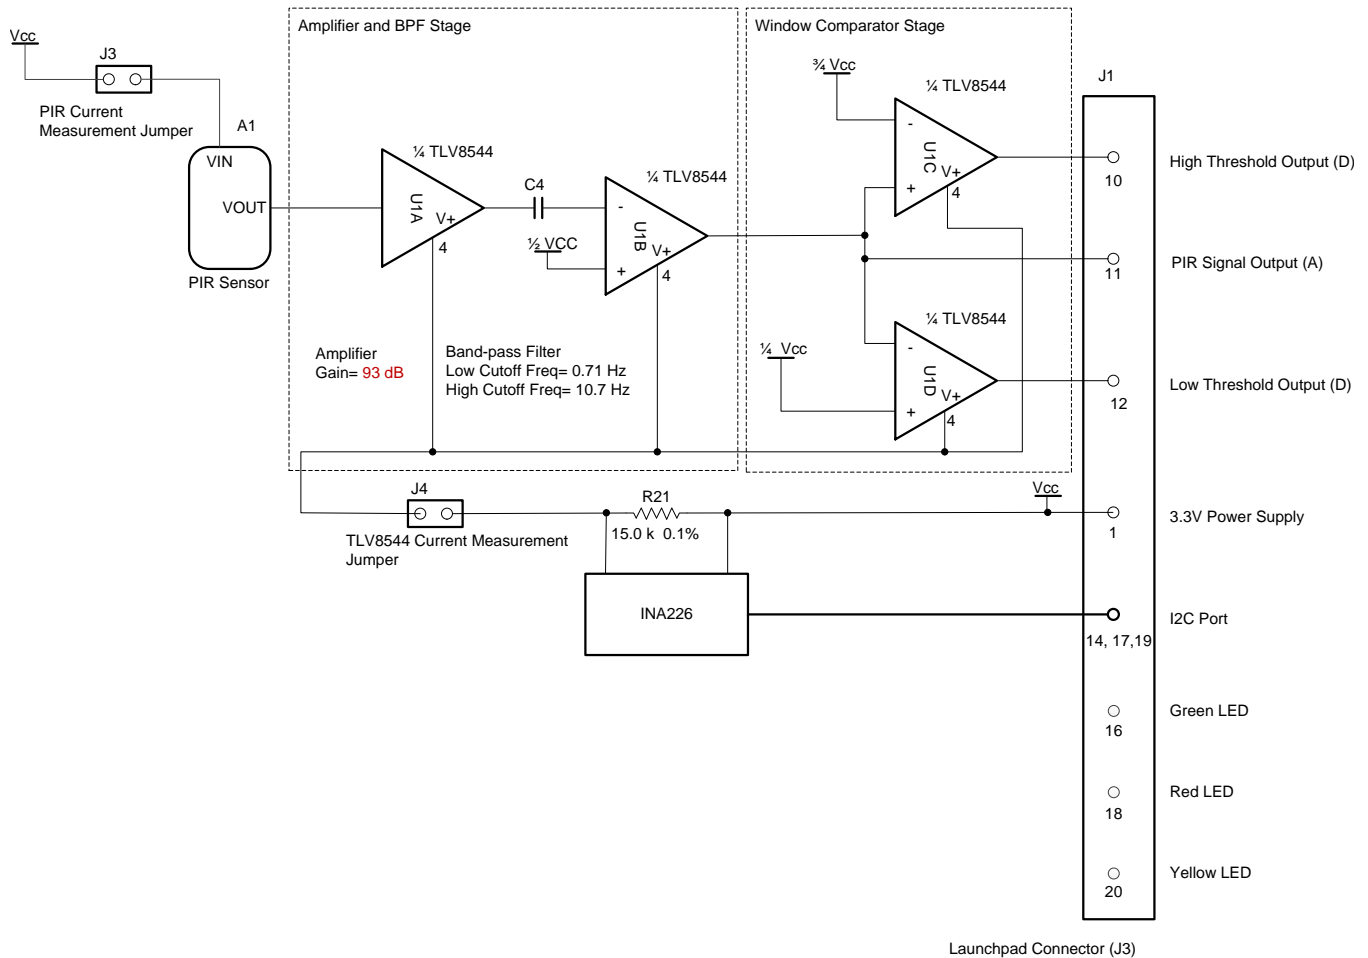 Amplifier and BPF Stage
Window Comparator Stage
Vcc
J3
PIR Current
Measurement Jumper
A1
VIN
VOUT
PIR Sensor
¼ TLV8544
U1A
V+
4
C4
½ VCC
¼ TLV8544
-
+
U1B
V+
4
Amplifier
Gain= 93 dB
Band-pass Filter
Low Cutoff Freq= 0.71 Hz
High Cutoff Freq= 10.7 Hz
¾ Vcc
¼ TLV8544
-
+
U1C
V+
4
¼ Vcc
¼ TLV8544
-
+
U1D
V+
4
J1
10
High Threshold Output (D)
11
PIR Signal Output (A)
12
Low Threshold Output (D)
J4
TLV8544 Current Measurement
Jumper
R21
15.0 k 0.1%
Vcc
1
3.3V Power Supply
INA226
14, 17,19
I2C Port
16
Green LED
18
Red LED
20
Yellow LED
Launchpad Connector (J3)